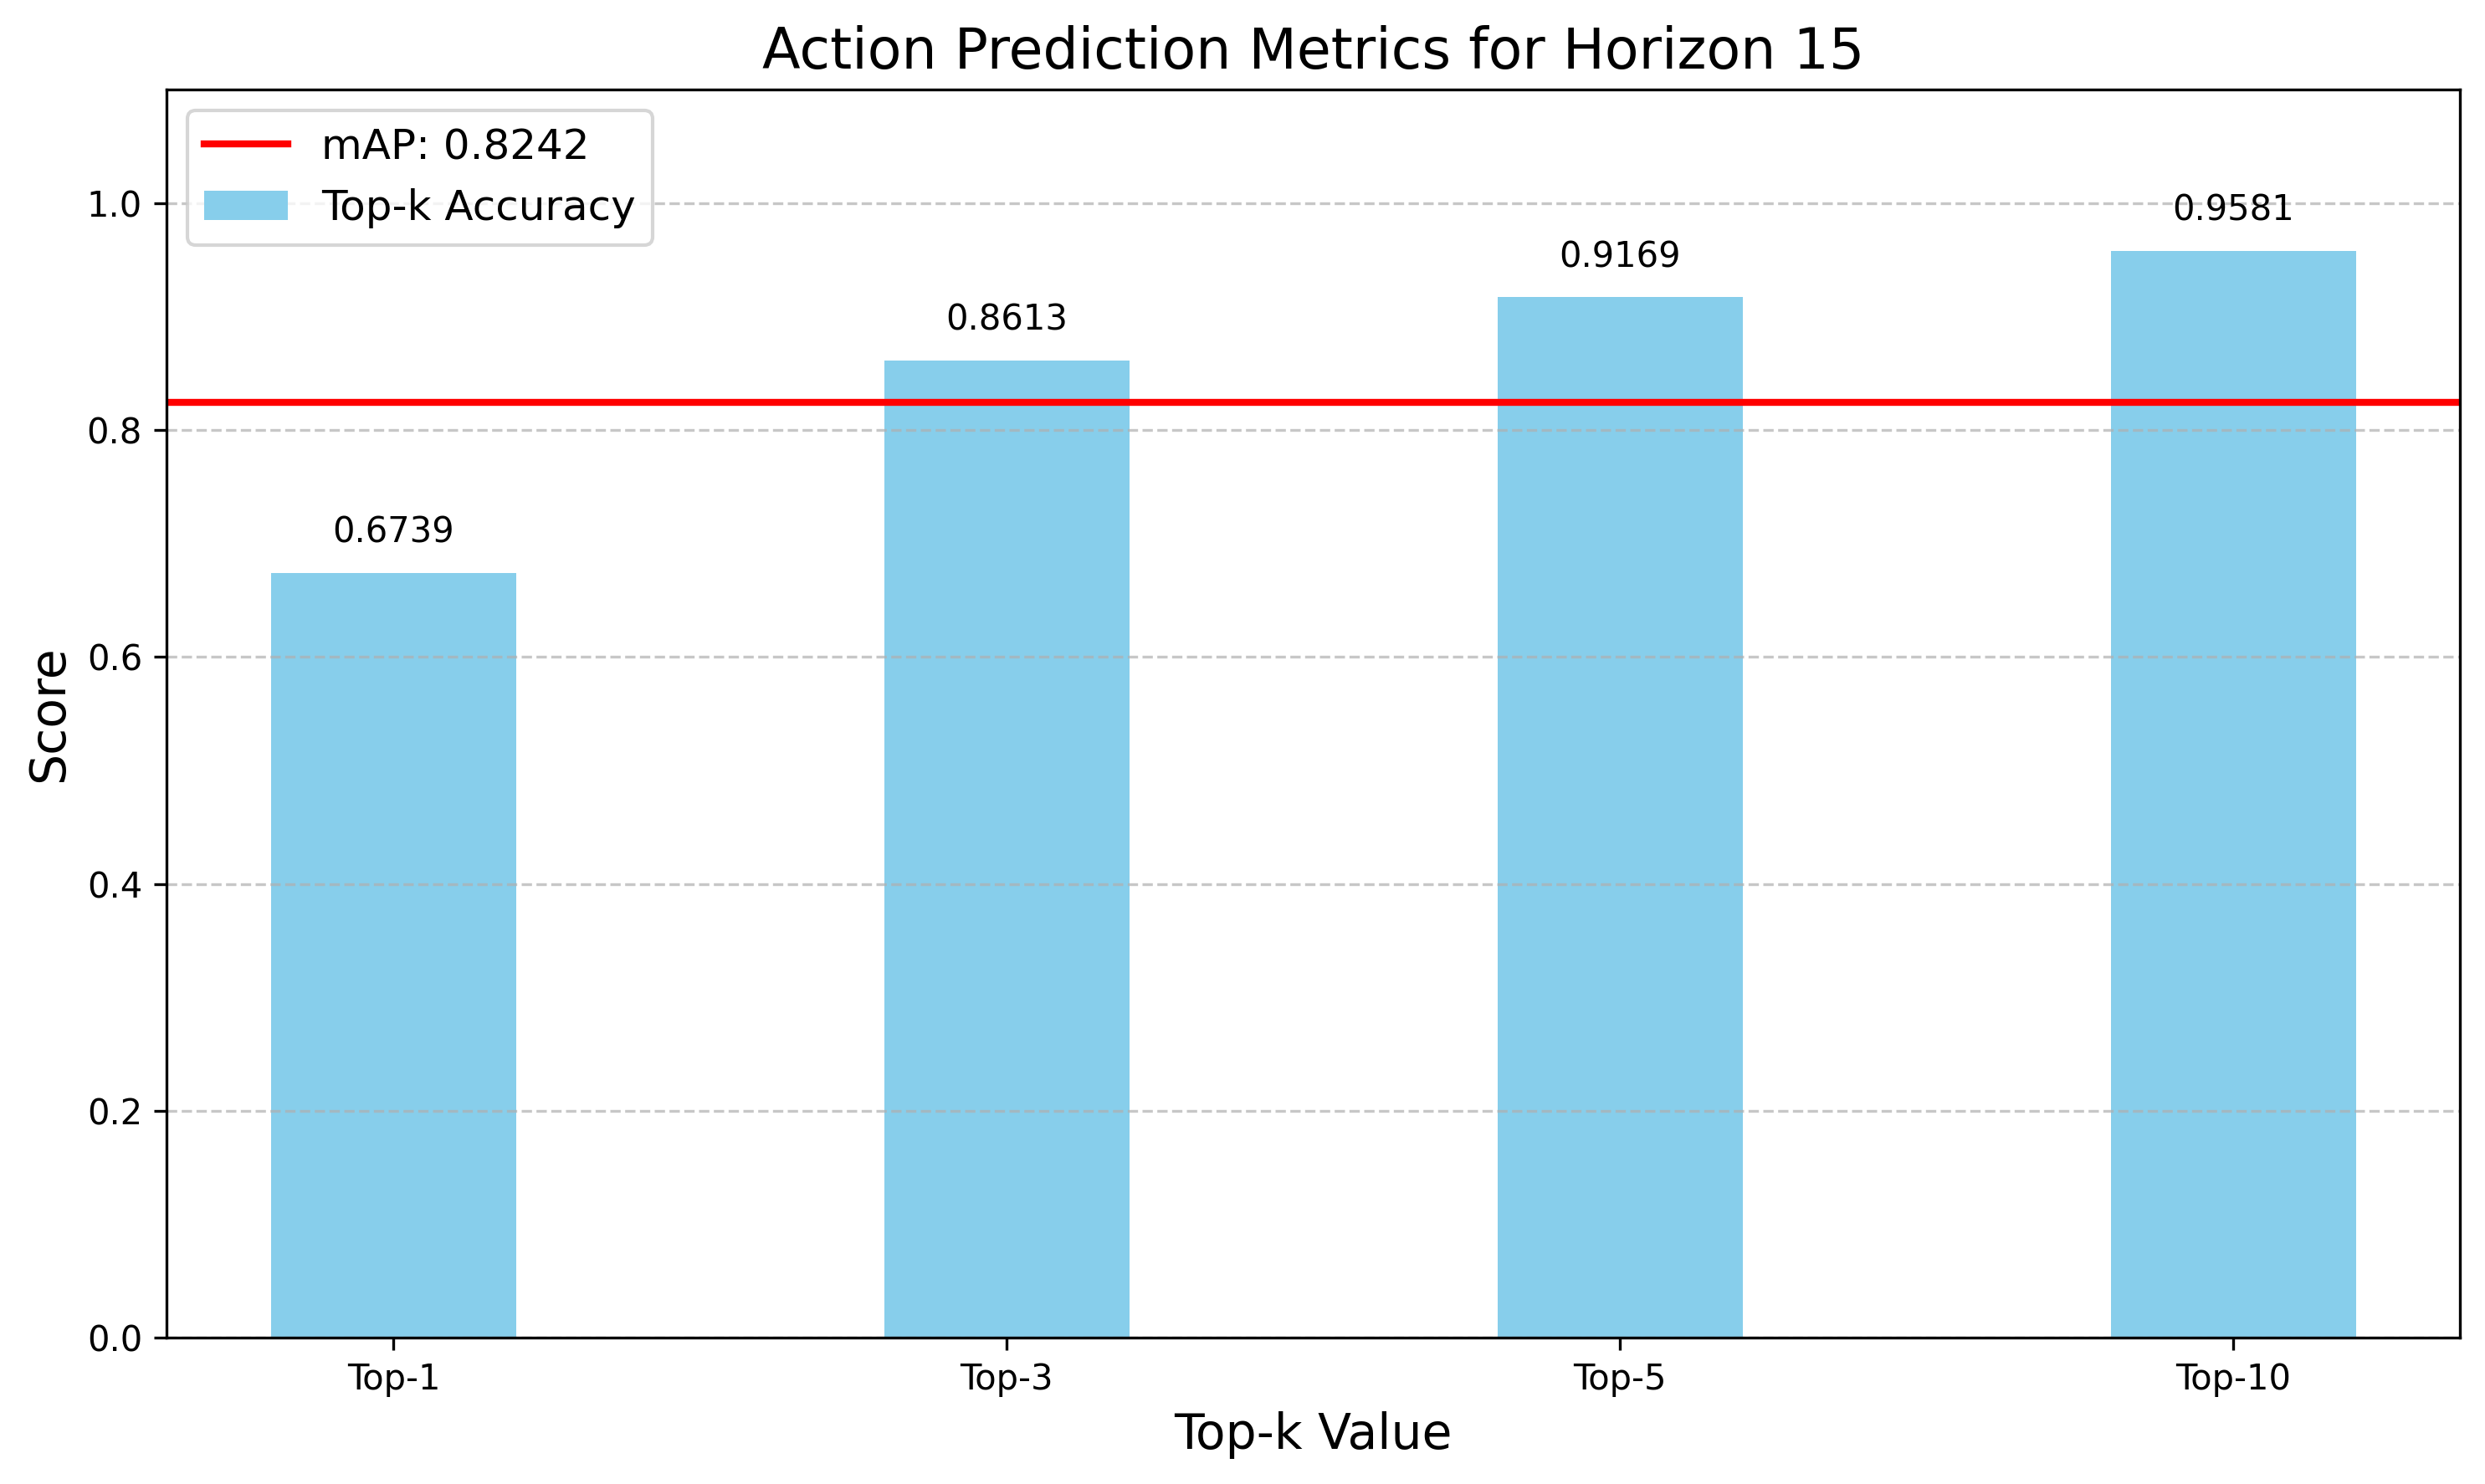 Action Prediction Metrics for Horizon 15
mAP: 0.8242
Top-k Accuracy
1.0
0.8
0.6
0.4
0.2
0.0
Score
0.6739
0.8613
0.9169
0.9581
Top-1
Top-3
Top-5
Top-10
Top-k Value